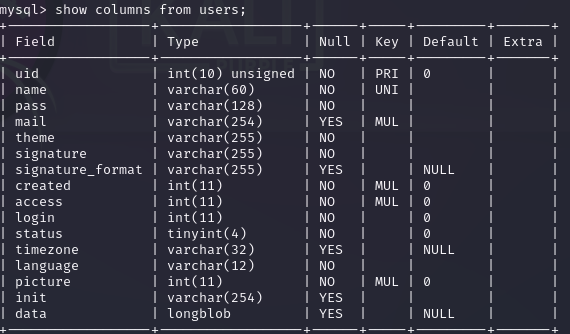 mysql> show columns from users;
+------------------+------------------+------+-----+---------+-------+
| Field            | Type             | Null | Key | Default | Extra |
+------------------+------------------+------+-----+---------+-------+
| uid              | int(10) unsigned | NO   | PRI | 0       |       |
| name             | varchar(60)      | NO   | UNI |         |       |
| pass             | varchar(128)     | NO   |     |         |       |
| mail             | varchar(254)     | YES  | MUL |         |       |
| theme            | varchar(255)     | NO   |     |         |       |
| signature        | varchar(255)     | NO   |     |         |       |
| signature_format | varchar(255)     | YES  |     | NULL    |       |
| created          | int(11)          | NO   | MUL | 0       |       |
| access           | int(11)          | NO   | MUL | 0       |       |
| login            | int(11)          | NO   |     | 0       |       |
| status           | tinyint(4)       | NO   |     | 0       |       |
| timezone         | varchar(32)      | YES  |     | NULL    |       |
| language         | varchar(12)      | NO   |     |         |       |
| picture          | int(11)          | NO   | MUL | 0       |       |
| init             | varchar(254)     | YES  |     |         |       |
| data             | longblob         | YES  |     | NULL    |       |
+------------------+------------------+------+-----+---------+-------+